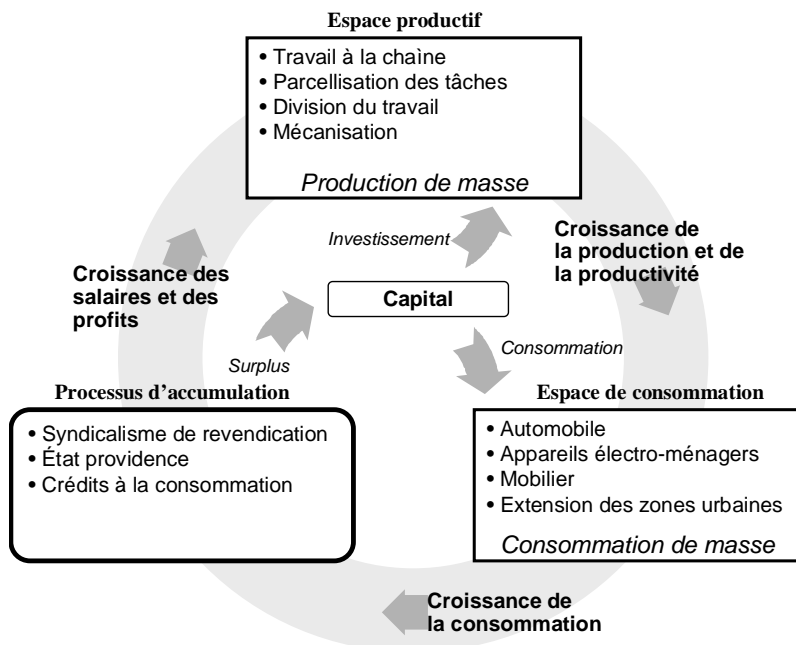 Espace productif
• Travail à la chaìne
• Parcellisation des tâches
• Division du travail
• Mécanisation
Production de masse
Investissement
Croissance de
la production et de
la productivité
Croissance des
salaires et des
profits
Capital
Surplus
Consommation
Processus d'accumulation
• Syndicalisme de revendication
• État providence
• Crédits à la consommation
Espace de consommation
• Automobile
• Appareils électro-ménagers
• Mobilier
• Extension des zones urbaines
Consommation de masse
Croissance de
la consommation